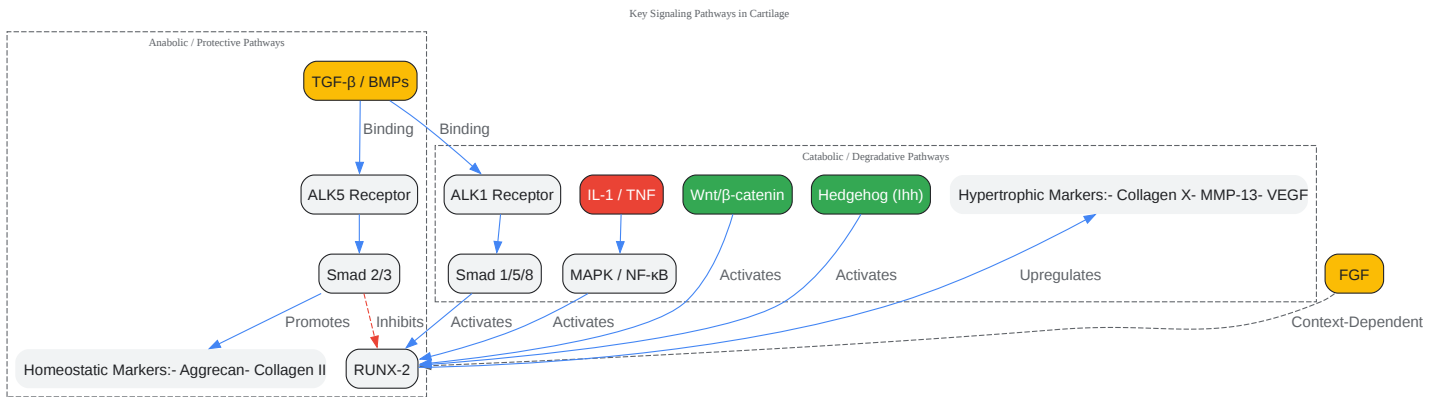 Key Signaling Pathways in Cartilage
Anabolic / Protective Pathways
TGF-β / BMPs
Binding
Binding
Catabolic / Degradative Pathways
ALK5 Receptor
ALK1 Receptor
IL-1 / TNF
Wnt/β-catenin
Hedgehog (Ihh)
Hypertrophic Markers:- Collagen X- MMP-13- VEGF
Smad 2/3
Smad 1/5/8
MAPK / NF-κB
Activates
Activates
Upregulates
FGF
Promotes
Inhibits
Activates
Activates
Context-Dependent
Homeostatic Markers:- Aggrecan- Collagen II
RUNX-2